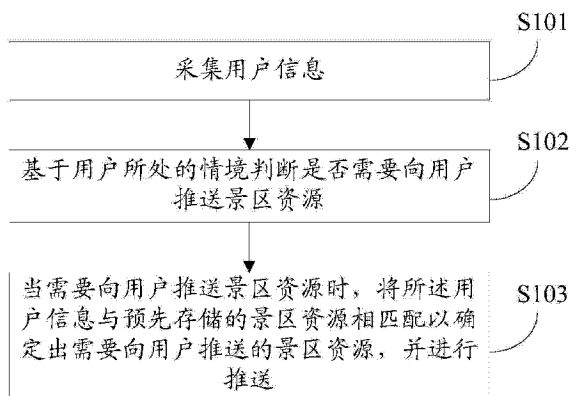 S101
采集用户信息
S102
基于用户所处的情境判断是否需要向用户
推送景区资源
S103
当需要向用户推送景区资源时，将所述用
户信息与预先存储的景区资源相匹配以确
定出需要向用户推送的景区资源，并进行
推送